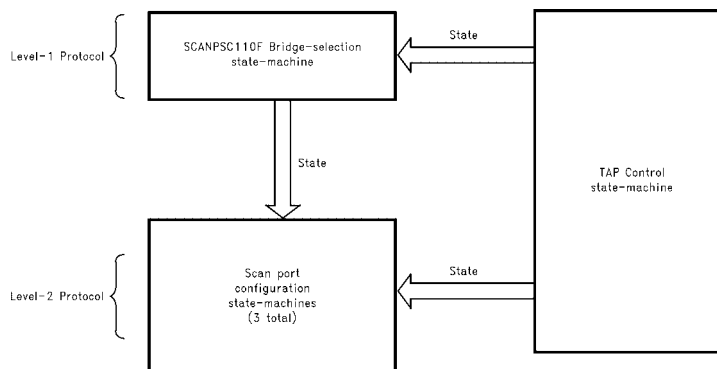 Level-1 Protocol
SCANPSC110F Bridge-selection
state-machine
State
State
TAP Control
state-machine
Level-2 Protocol
Scan port
configuration
state-machines
(3 total)
State